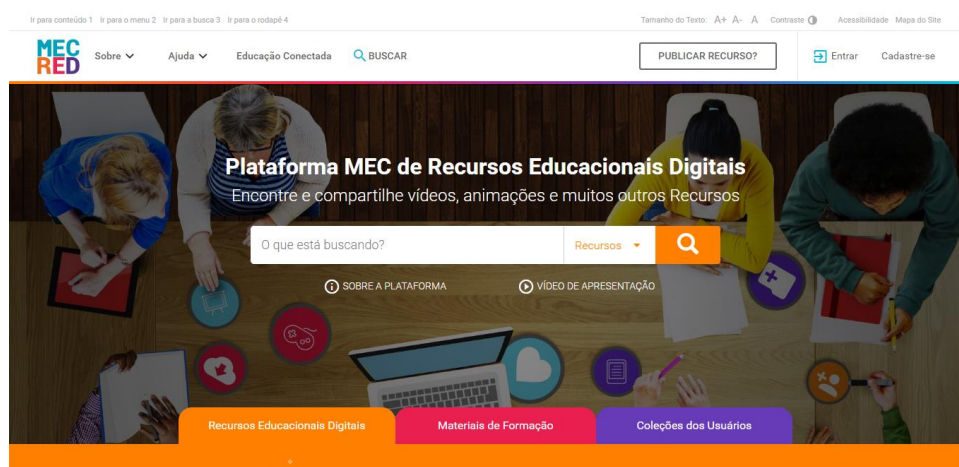 Ir para conteúdo 1 Ir para o menu 2 Ir para a busca 3 Ir para o rodapé 4 Tamanho do Texto: A+ A- A Contraste Acessibilidade Mapa do Site
MEC
RED
Sobre Ajuda Educação Conectada BUSCAR PUBLICAR RECURSO? Entrar Cadastre-se
Plataforma MEC de Recursos Educacionais Digitais
Encontre e compartilhe vídeos, animações e muitos outros Recursos
O que está buscando? Recursos
SOBRE A PLATAFORMA VÍDEO DE APRESENTAÇÃO
Recursos Educacionais Digitais Materiais de Formação Coleções dos Usuários